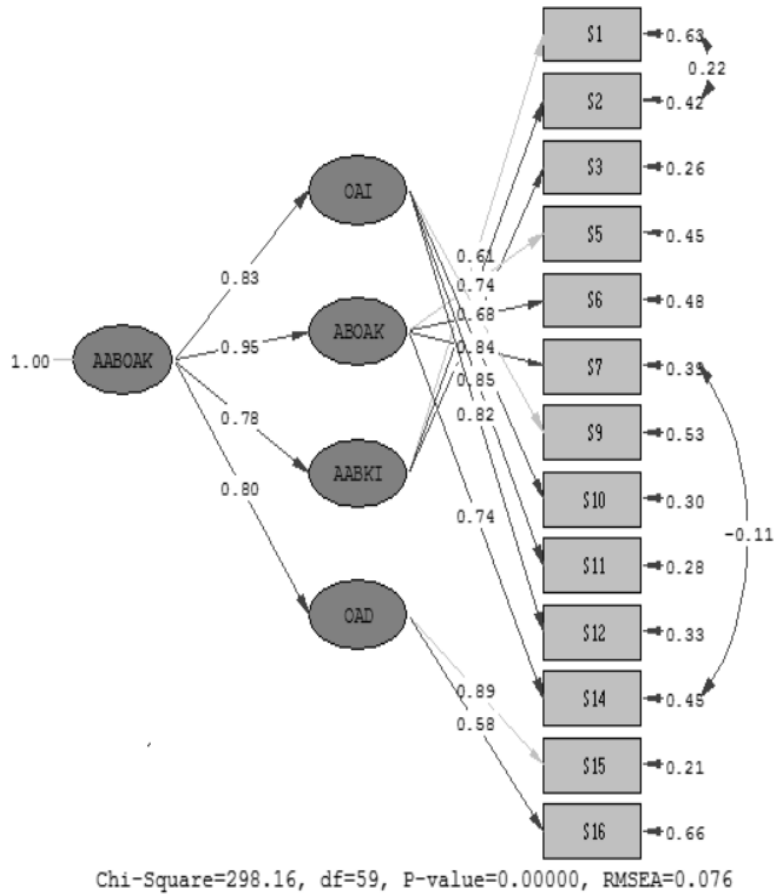 S1
0.63
0.22
S2
0.42
S3
0.26
OAI
S5
0.45
0.61
0.83
0.74
S6
0.48
0.68
ABOAK
0.95
0.84
1.00
AABOAK
S7
0.39
0.85
0.82
0.78
S9
0.53
AABKI
0.80
S10
0.30
0.74
-0.11
S11
0.28
OAD
S12
0.33
0.89
S14
0.45
0.58
S15
0.21
S16
0.66
Chi-Square=298.16, df=59, P-value=0.00000, RMSEA=0.076